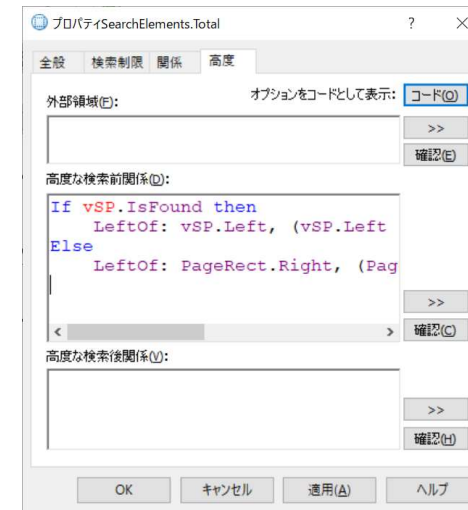 プロパティSearchElements.Total ?
全般 検索制限 関係 高度
外部領域(F): オプションをコードとして表示: コード(O)
>>
確認(E)
高度な検索前関係(D):
If vSP.IsFound then
LeftOf: vSP.Left, (vSP.Left
Else
LeftOf: PageRect.Right, (Pag
>>
確認(C)
高度な検索後関係(V):
>>
確認(H)
OK キャンセル 適用(A) ヘルプ